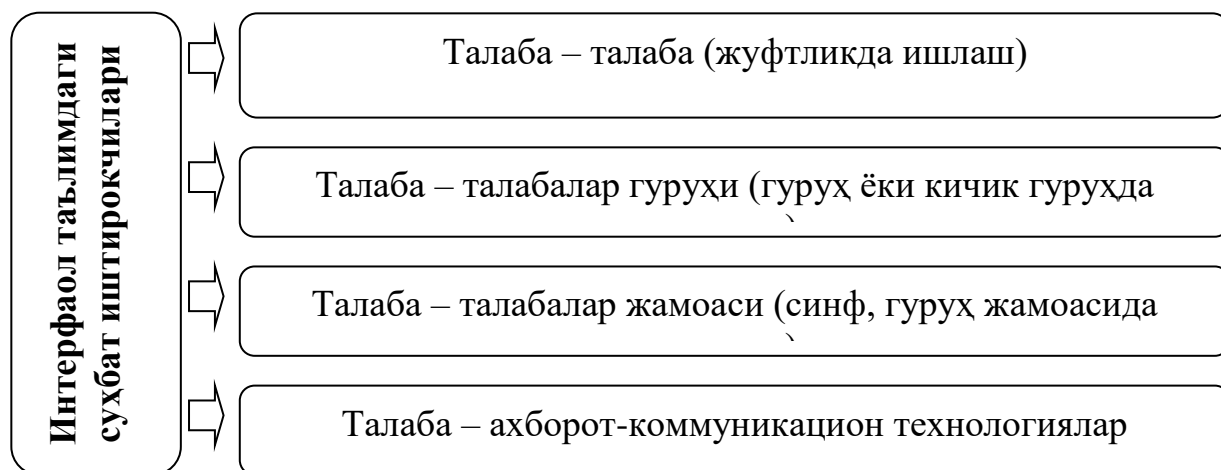 Интерфаол таълимдаги
суҳбат иштирокчилари
Талаба – талаба (жуфтликда ишлаш)
Талаба – талабалар гуруҳи (гуруҳ ёки кичик гуруҳда
Талаба – талабалар жамоаси (синф, гуруҳ жамоасида
Талаба – ахборот-коммуникацион технологиялар